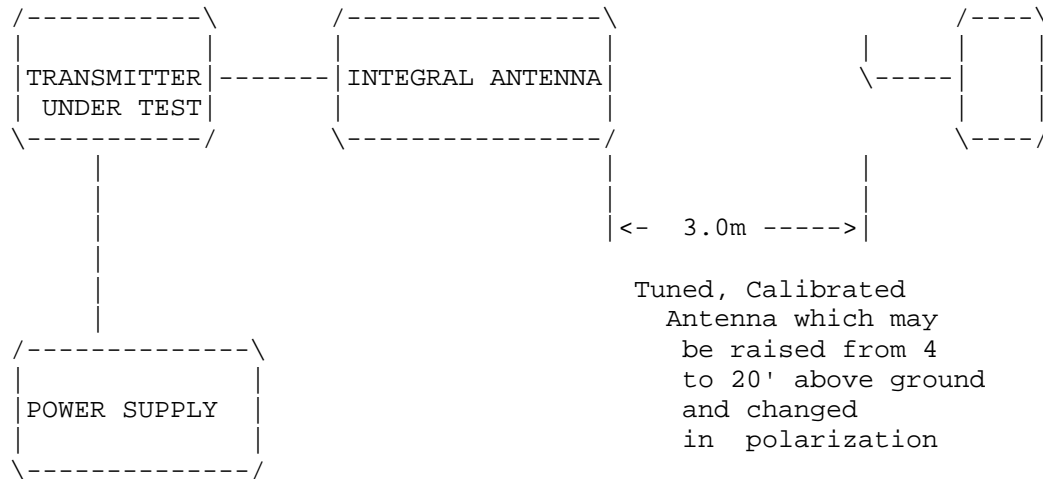 TRANSMITTER
UNDER TEST
INTEGRAL ANTENNA
<- 3.0m ----->
Tuned, Calibrated
Antenna which may
be raised from 4
to 20' above ground
and changed
in polarization
POWER SUPPLY